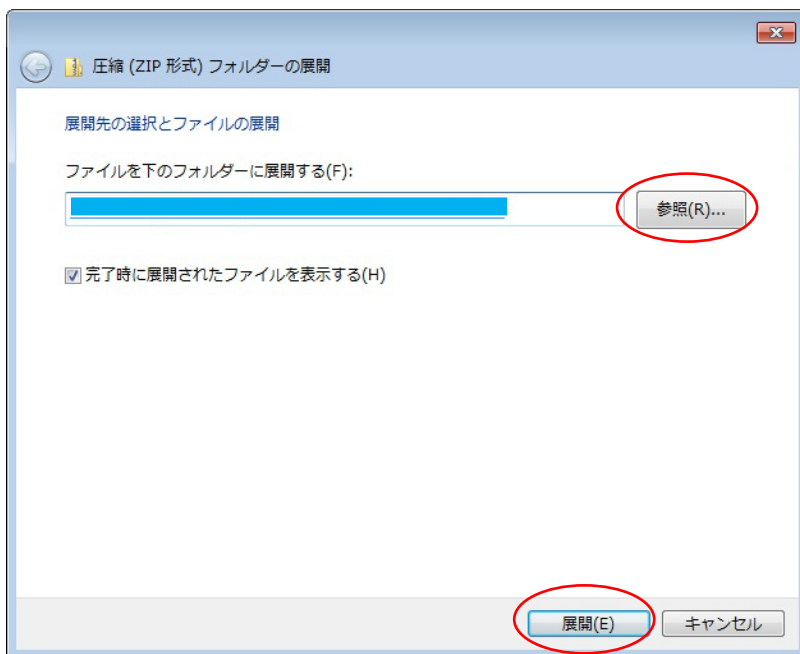 圧縮 (ZIP 形式) フォルダーの展開
展開先の選択とファイルの展開
ファイルを下のフォルダーに展開する(F):
参照(R)...
完了時に展開されたファイルを表示する(H)
展開(E)
キャンセル